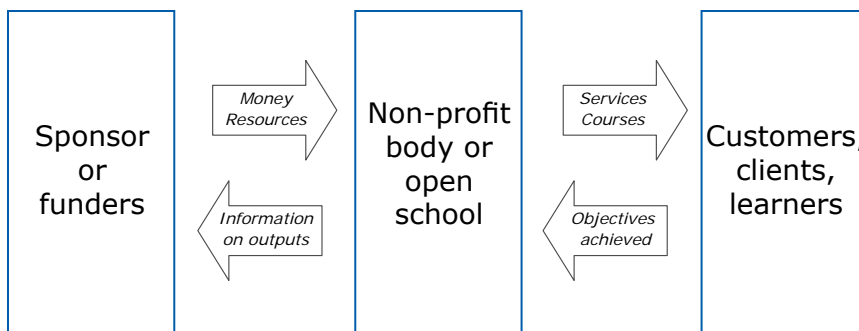 Sponsor
or
funders
Money
Resources
Information
on outputs
Non-profit
body or
open
school
Services
Courses
Objectives
achieved
Customers,
clients,
learners